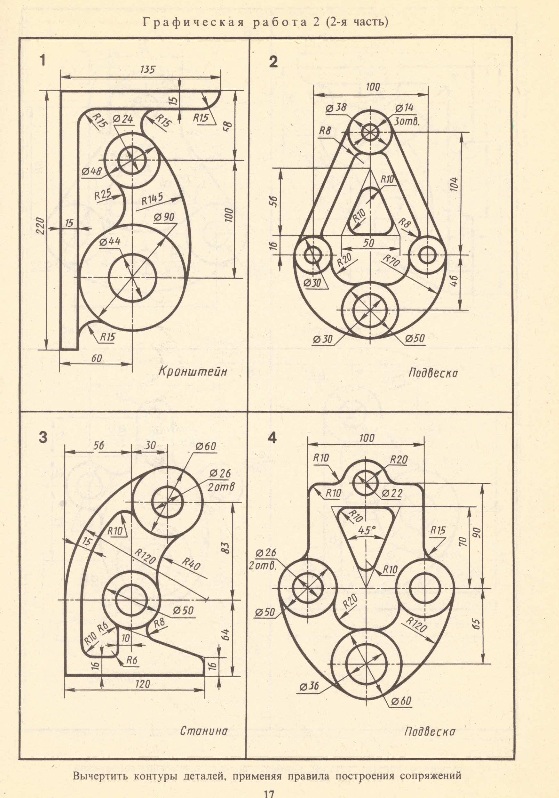 Графическая работа 2 (2-я часть)
1
135
15
R15
R15
R15
58
Ø24
Ø48
R25
R145
100
220
15
Ø90
Ø44
R15
60
Кронштейн
2
100
Ø38
Ø14
3отв.
R8
R10
104
56
R10
R8
16
50
R20
R70
46
Ø30
Ø30
Ø50
Подвеска
3
56
30
Ø60
Ø26
2отв
R10
15
R120
R40
83
Ø50
R10
R6
10
R8
64
16
R6
16
120
Станина
4
100
R10
R20
R10
Ø22
R10
45°
R15
70
90
Ø26
2отв.
R10
Ø50
R20
R120
65
Ø36
Ø60
Подвеска
Вычертить контуры деталей, применяя правила построения сопряжений
17